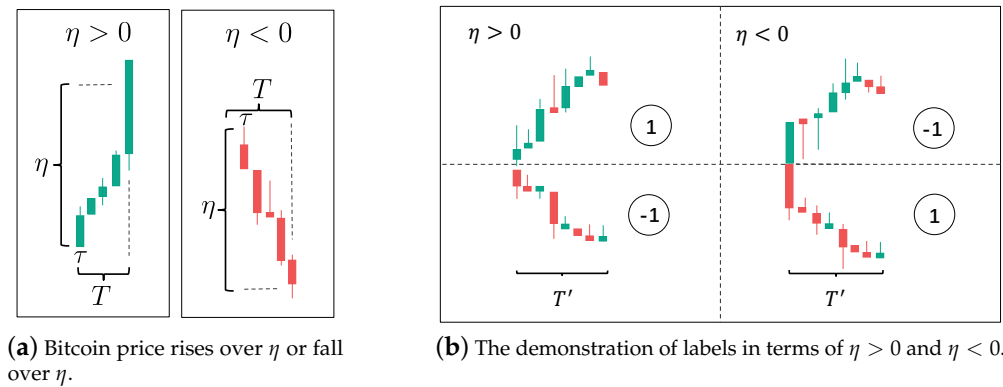 η > 0
η
τ
T
η < 0
T
τ
η
(a) Bitcoin price rises over η or fall
over η.
η > 0
1
-1
T′
η < 0
-1
1
T′
(b) The demonstration of labels in terms of η > 0 and η < 0.